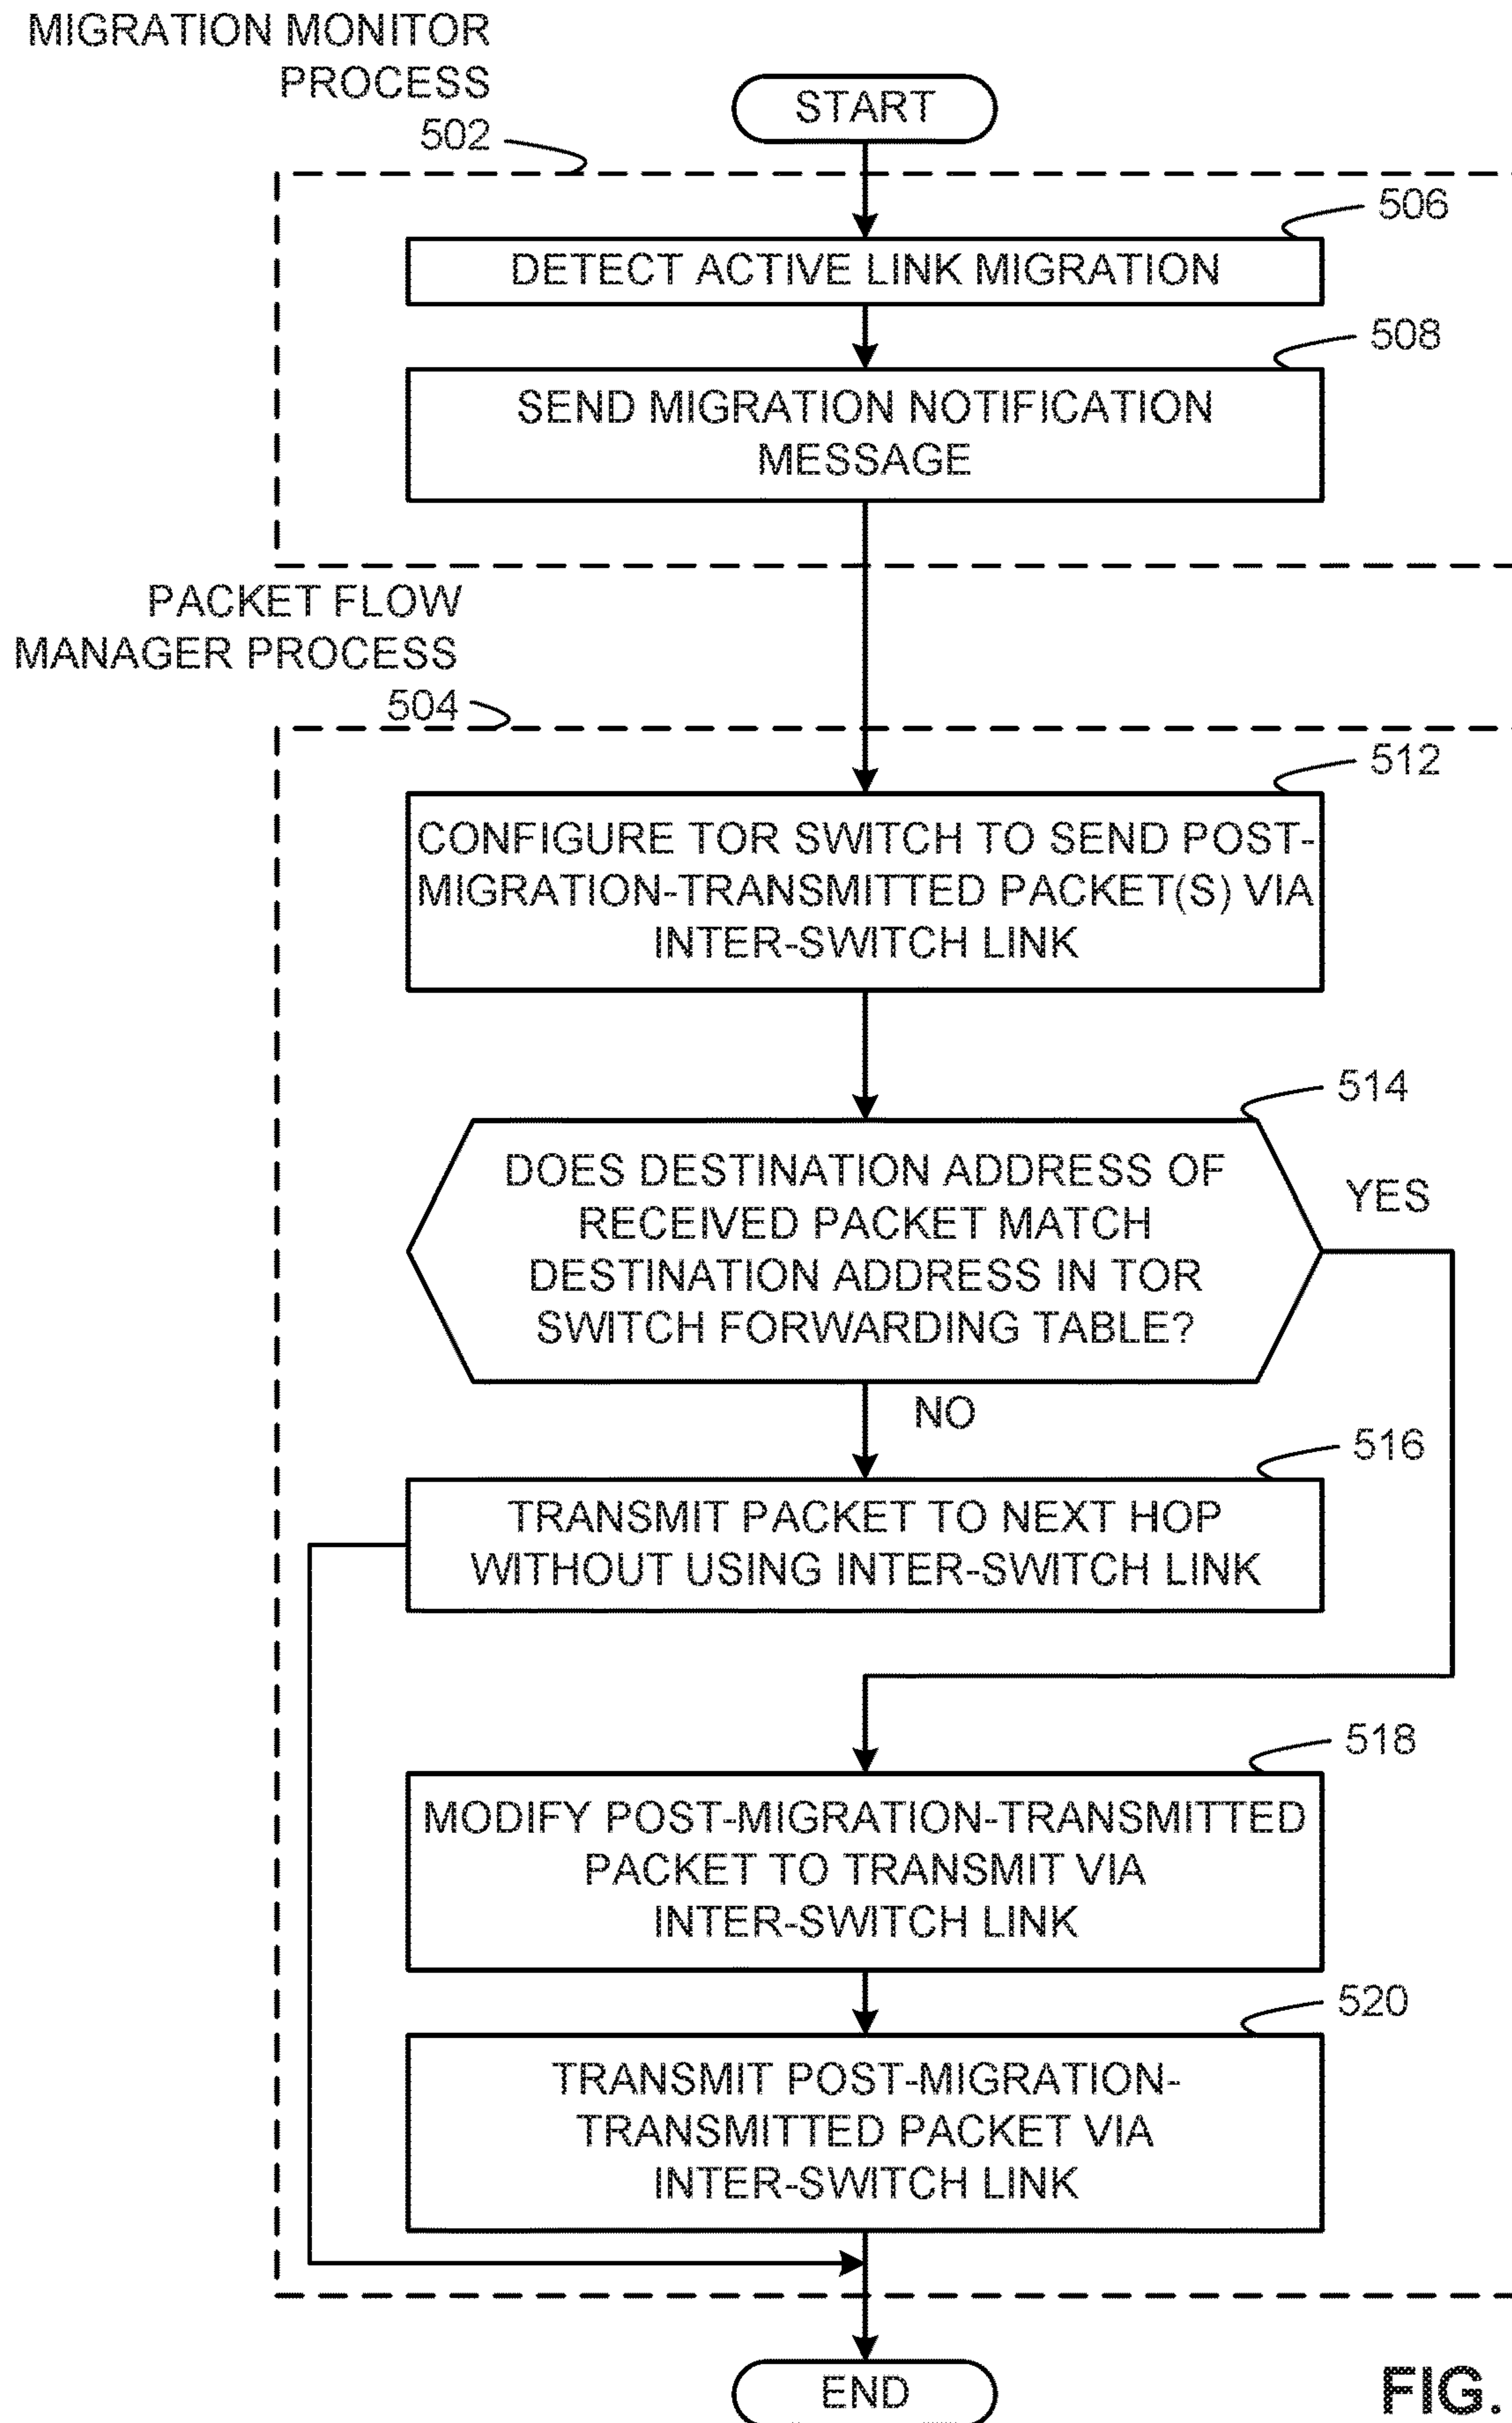 MIGRATION MONITOR
PROCESS
502
START
506
DETECT ACTIVE LINK MIGRATION
508
SEND MIGRATION NOTIFICATION
MESSAGE
PACKET FLOW
MANAGER PROCESS
504
512
CONFIGURE TOR SWITCH TO SEND POST-
MIGRATION-TRANSMITTED PACKET(S) VIA
INTER-SWITCH LINK
514
DOES DESTINATION ADDRESS OF
RECEIVED PACKET MATCH
DESTINATION ADDRESS IN TOR
SWITCH FORWARDING TABLE?
YES
NO
516
TRANSMIT PACKET TO NEXT HOP
WITHOUT USING INTER-SWITCH LINK
518
MODIFY POST-MIGRATION-TRANSMITTED
PACKET TO TRANSMIT VIA
INTER-SWITCH LINK
520
TRANSMIT POST-MIGRATION-
TRANSMITTED PACKET VIA
INTER-SWITCH LINK
END
FIG.